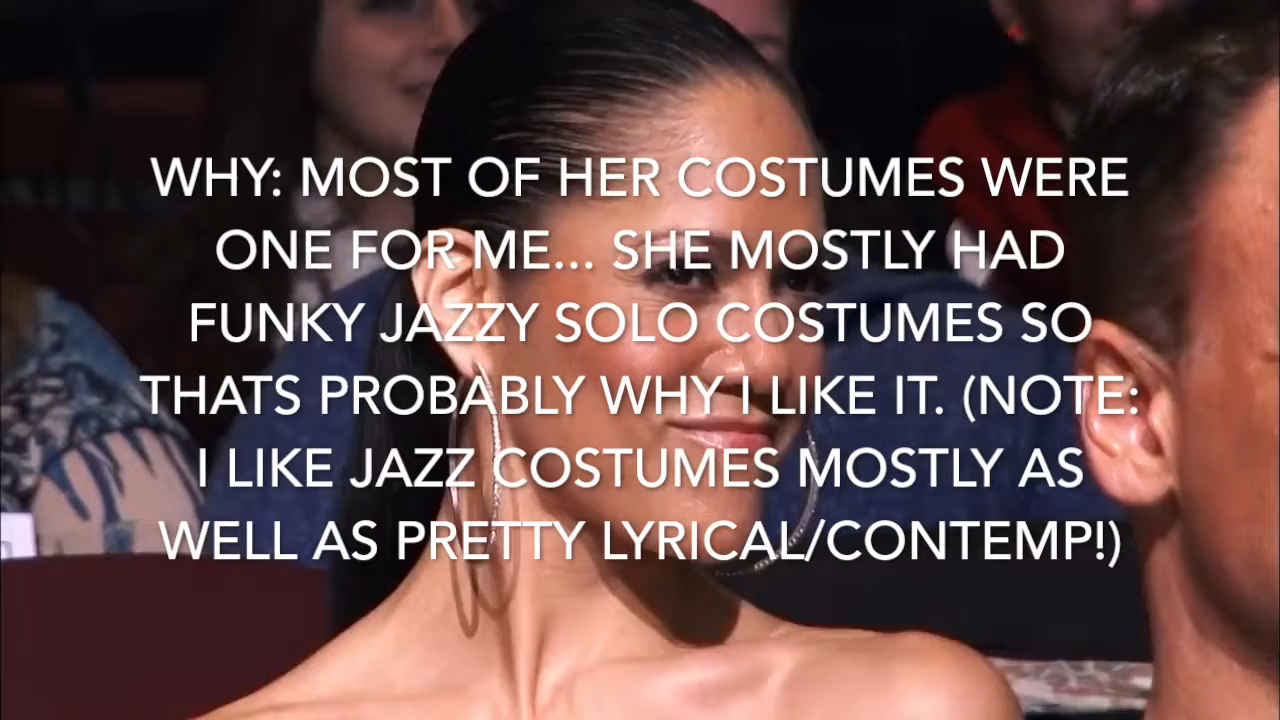 WHY: MOST OF HER COSTUMES WERE
ONE FOR ME... SHE MOSTLY HAD
FUNKY JAZZY SOLO COSTUMES SO
THATS PROBABLY WHY I LIKE IT. (NOTE:
I LIKE JAZZ COSTUMES MOSTLY AS
WELL AS PRETTY LYRICAL/CONTEMP!)